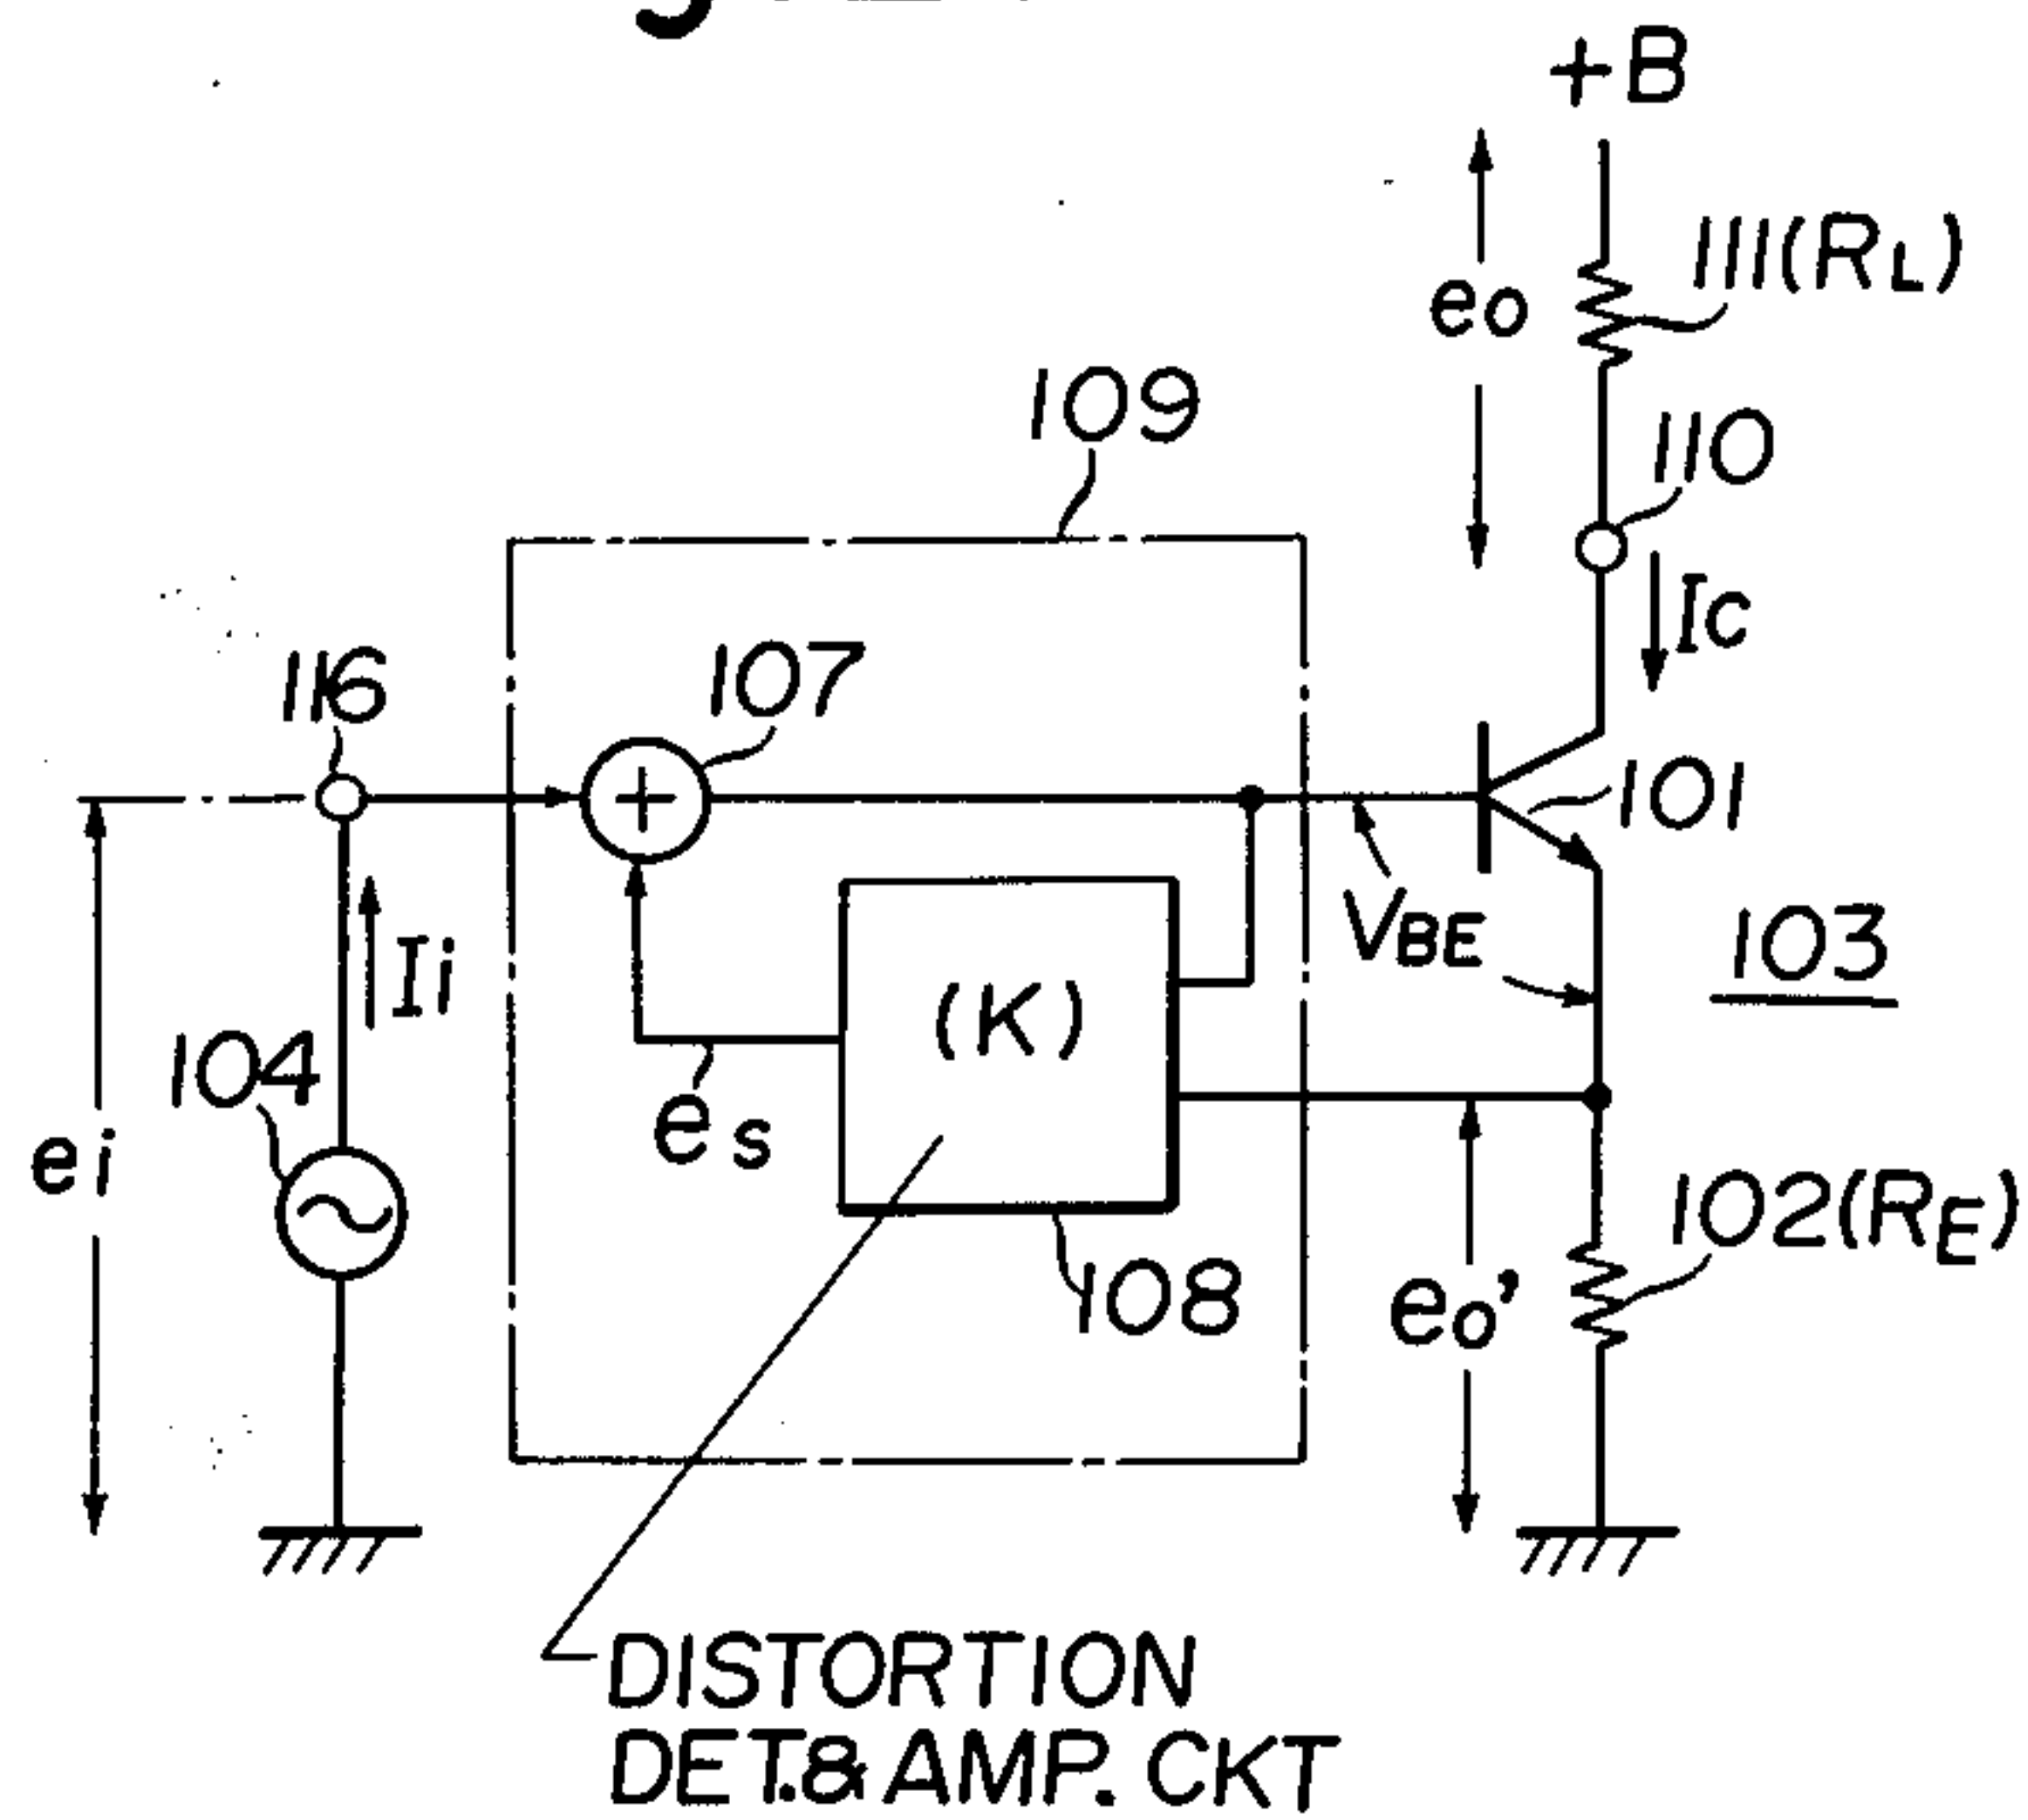 +B
111(RL)
eo
109
110
Ic
116
107
101
VBE
103
Ii
(K)
104
es
ei
102(RE)
108
eo'
DISTORTION
DET.& AMP. CKT